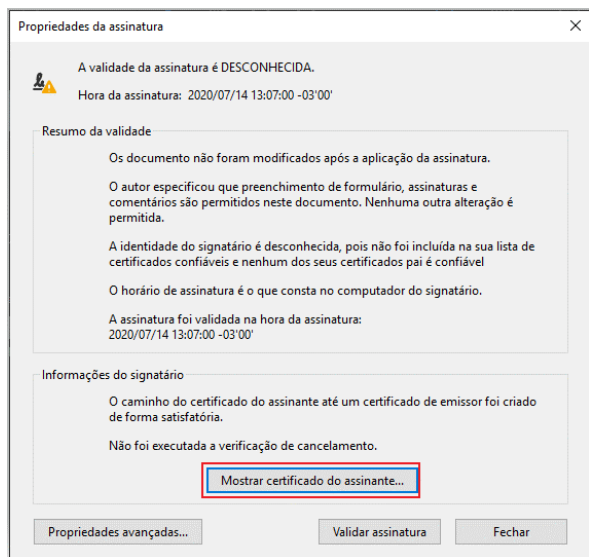 Propriedades da assinatura
A validade da assinatura é DESCONHECIDA.
Hora da assinatura: 2020/07/14 13:07:00 -03'00'
Resumo da validade
Os documento não foram modificados após a aplicação da assinatura.
O autor especificou que preenchimento de formulário, assinaturas e
comentários são permitidos neste documento. Nenhuma outra alteração é
permitida.
A identidade do signatário é desconhecida, pois não foi incluída na sua lista de
certificados confiáveis e nenhum dos seus certificados pai é confiável
O horário de assinatura é o que consta no computador do signatário.
A assinatura foi validada na hora da assinatura:
2020/07/14 13:07:00 -03'00'
Informações do signatário
O caminho do certificado do assinante até um certificado de emissor foi criado
de forma satisfatória.
Não foi executada a verificação de cancelamento.
Mostrar certificado do assinante...
Propriedades avançadas...
Validar assinatura
Fechar